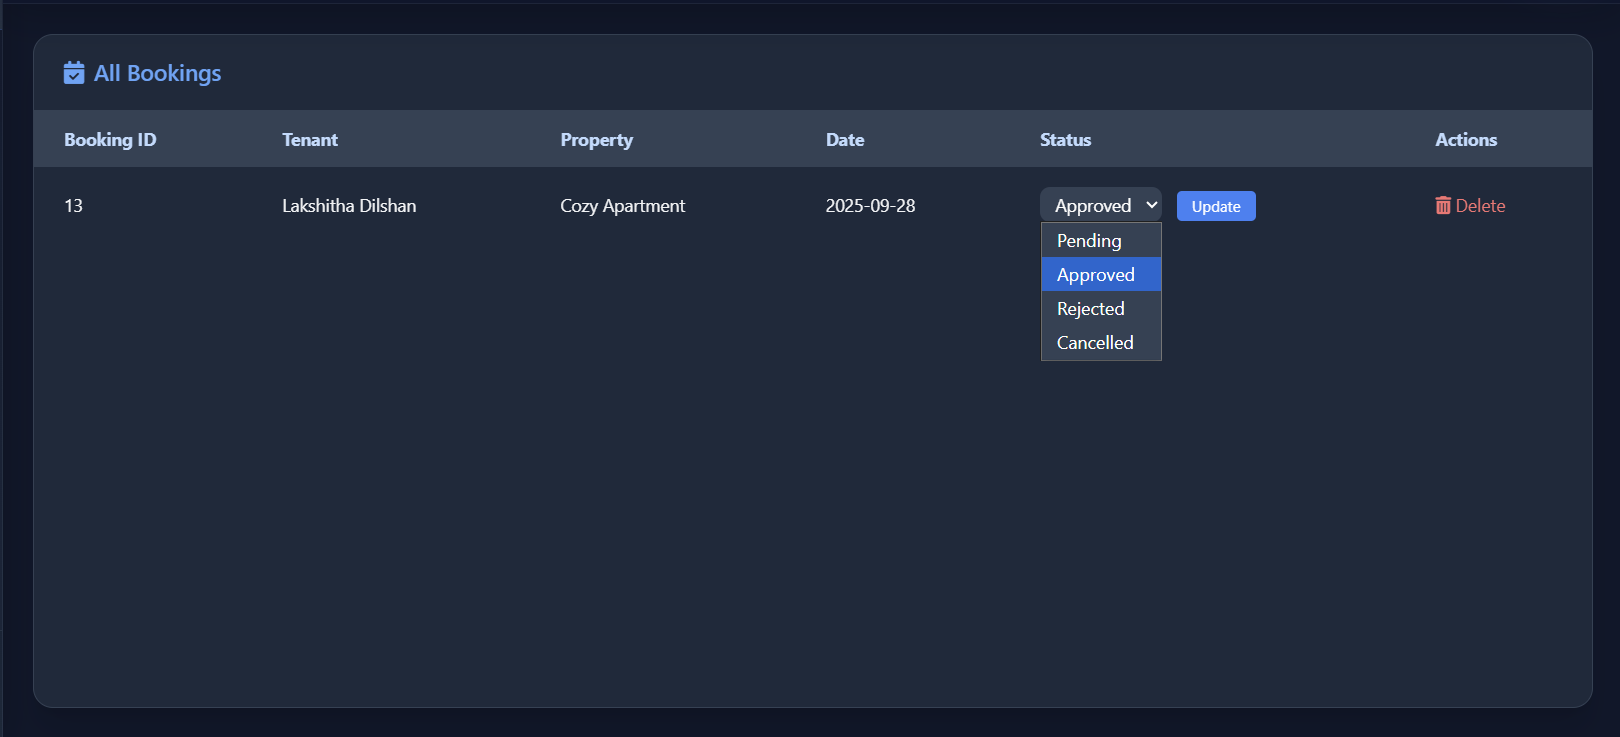 All Bookings
Booking ID Tenant Property Date Status Actions
13 Lakshitha Dilshan Cozy Apartment 2025-09-28 Approved Update Delete
Pending
Approved
Rejected
Cancelled